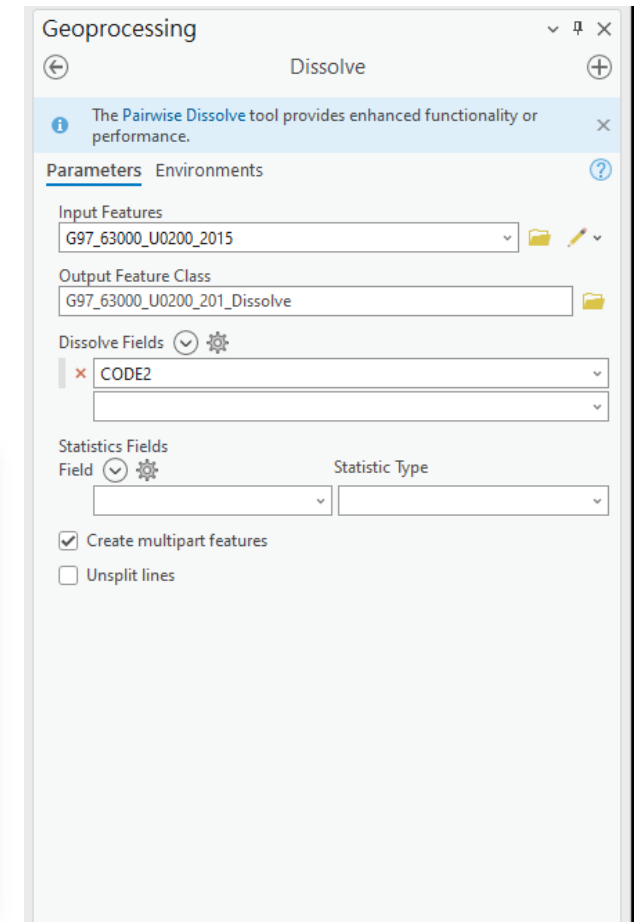 Geoprocessing
Dissolve
The Pairwise Dissolve tool provides enhanced functionality or
performance.
Parameters Environments
Input Features
G97_63000_U0200_2015
Output Feature Class
G97_63000_U0200_201_Dissolve
Dissolve Fields
CODE2
Statistics Fields
Field Statistic Type
Create multipart features
Unsplit lines